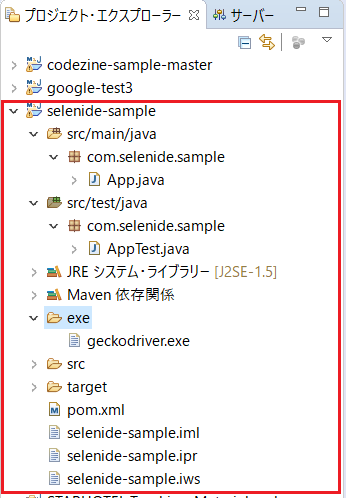 プロジェクト・エクスプローラー サーバー
codezine-sample-master
google-test3
selenide-sample
src/main/java
com.selenide.sample
App.java
src/test/java
com.selenide.sample
AppTest.java
JRE システム・ライブラリー [J2SE-1.5]
Maven 依存関係
exe
geckodriver.exe
src
target
pom.xml
selenide-sample.iml
selenide-sample.ipr
selenide-sample.iws